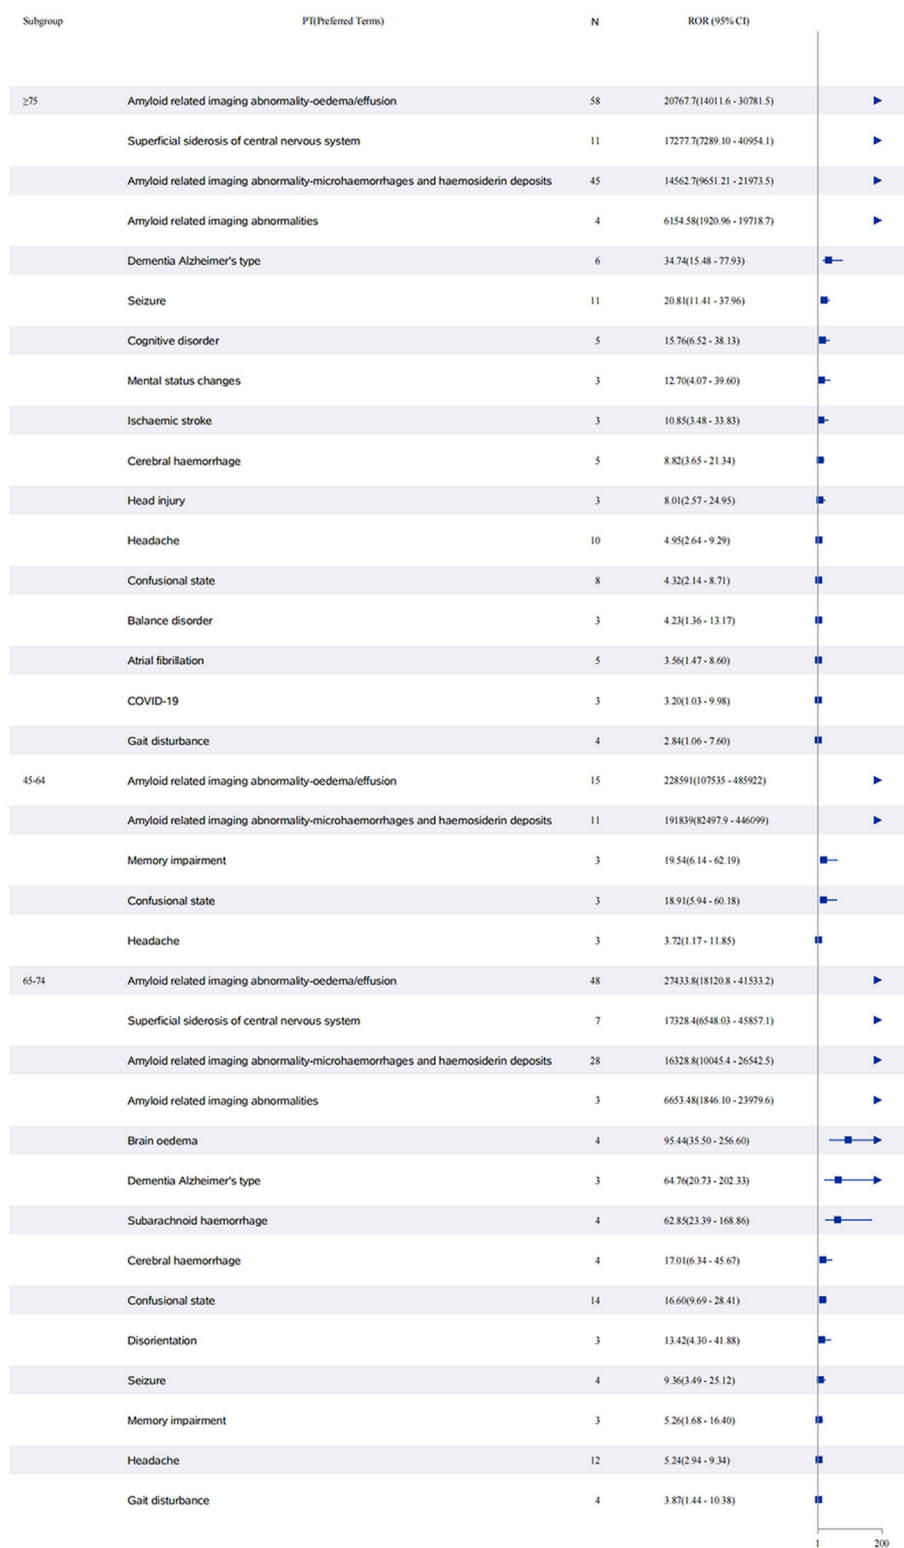 Subgroup PT(Preferred Terms) N ROR (95% CI)
≥75 Amyloid related imaging abnormality-oedema/effusion 58 20767.7(14011.6 - 30781.5)
Superficial siderosis of central nervous system 11 17277.7(7289.10 - 40954.1)
Amyloid related imaging abnormality-microhaemorrhages and haemosiderin deposits 45 14562.7(9651.21 - 21973.5)
Amyloid related imaging abnormalities 4 6154.58(1920.96 - 19718.7)
Dementia Alzheimer's type 6 34.74(15.48 - 77.93)
Seizure 11 20.81(11.41 - 37.96)
Cognitive disorder 5 15.76(6.52 - 38.13)
Mental status changes 3 12.70(4.07 - 39.60)
Ischaemic stroke 3 10.85(3.48 - 33.83)
Cerebral haemorrhage 5 8.82(3.65 - 21.34)
Head injury 3 8.01(2.57 - 24.95)
Headache 10 4.95(2.64 - 9.29)
Confusional state 8 4.32(2.14 - 8.71)
Balance disorder 3 4.23(1.36 - 13.17)
Atrial fibrillation 5 3.56(1.47 - 8.60)
COVID-19 3 3.20(1.03 - 9.98)
Gait disturbance 4 2.84(1.06 - 7.60)
45-64 Amyloid related imaging abnormality-oedema/effusion 15 228591(107535 - 485922)
Amyloid related imaging abnormality-microhaemorrhages and haemosiderin deposits 11 191839(82497.9 - 446099)
Memory impairment 3 19.54(6.14 - 62.19)
Confusional state 3 18.91(5.94 - 60.18)
Headache 3 3.72(1.17 - 11.85)
65-74 Amyloid related imaging abnormality-oedema/effusion 48 27433.8(18120.8 - 41533.2)
Superficial siderosis of central nervous system 7 17328.4(6548.03 - 45857.1)
Amyloid related imaging abnormality-microhaemorrhages and haemosiderin deposits 28 16328.8(10045.4 - 26542.5)
Amyloid related imaging abnormalities 3 6653.48(1846.10 - 23979.6)
Brain oedema 4 95.44(35.50 - 256.60)
Dementia Alzheimer's type 3 64.76(20.73 - 202.33)
Subarachnoid haemorrhage 4 62.85(23.39 - 168.86)
Cerebral haemorrhage 4 17.01(6.34 - 45.67)
Confusional state 14 16.60(9.69 - 28.41)
Disorientation 3 13.42(4.30 - 41.88)
Seizure 4 9.36(3.49 - 25.12)
Memory impairment 3 5.26(1.68 - 16.40)
Headache 12 5.24(2.94 - 9.34)
Gait disturbance 4 3.87(1.44 - 10.38)
1 200